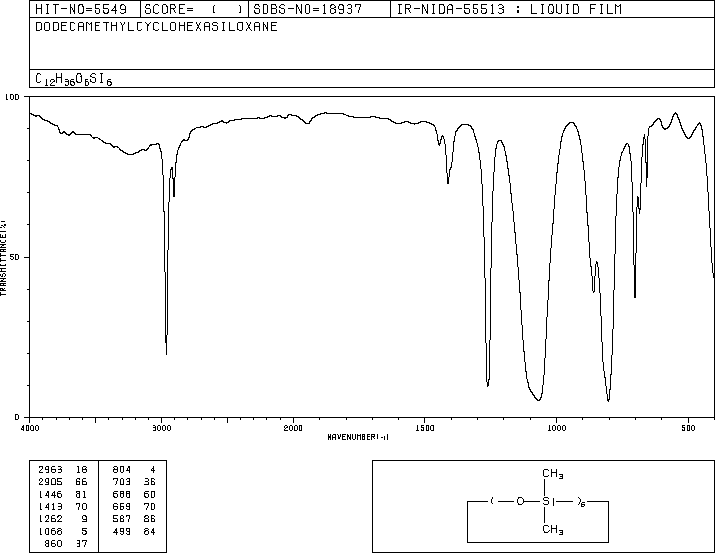 HIT-NO=5549 SCORE= ( ) SDBS-NO=18937 IR-NIDA-55513 : LIQUID FILM
DODECAMETHYLCYCLOHEXASILOXANE
C12H36O6SI6
100
TRANSMITTANCE(%)
50
0
4000 3000 2000 1500 1000 500
WAVENUMBER(-1)
2963 18 804 4
2905 66 703 36
1446 81 688 60
1413 70 659 70
1262 9 587 86
1068 5 499 84
860 37
CH3
( O SI )6
CH3